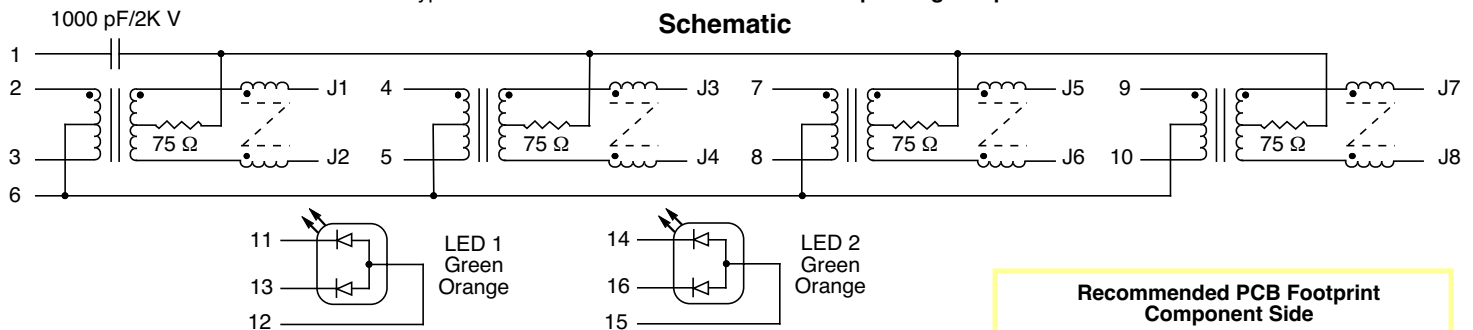 Schematic
1000 pF/2K V
1
2 J1 4 J3 7 J5 9 J7
75 Ω 75 Ω 75 Ω 75 Ω
3 J2 5 J4 8 J6 10 J8
6
11 LED 1 14 LED 2
Green Green
13 Orange 16 Orange
12 15
Recommended PCB Footprint
Component Side